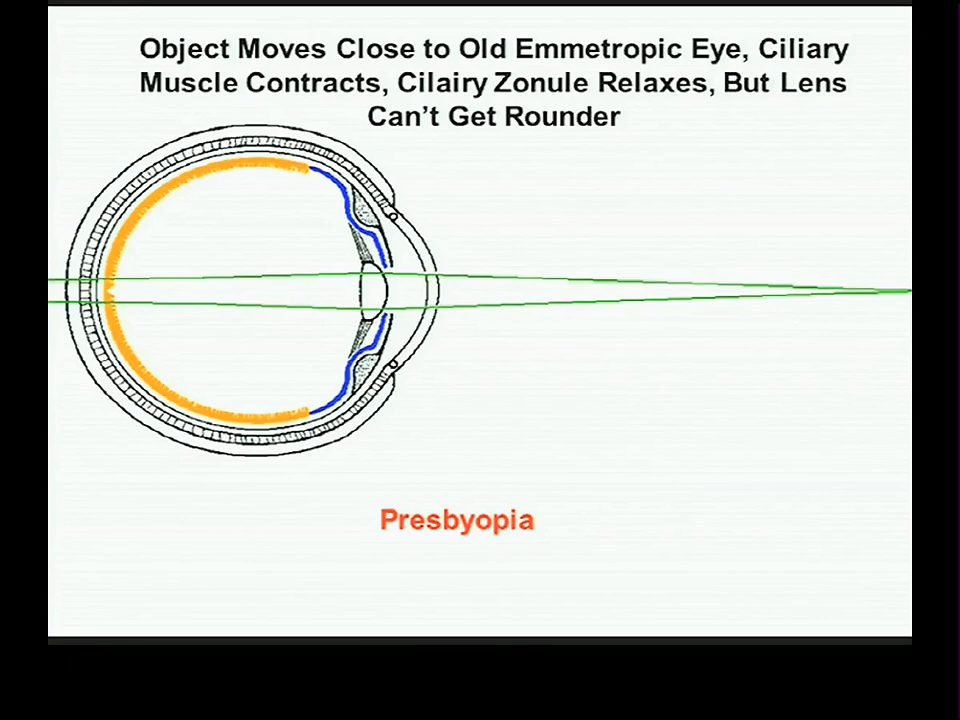 Object Moves Close to Old Emmetropic Eye, Ciliary
Muscle Contracts, Cilairy Zonule Relaxes, But Lens
Can’t Get Rounder
Presbyopia